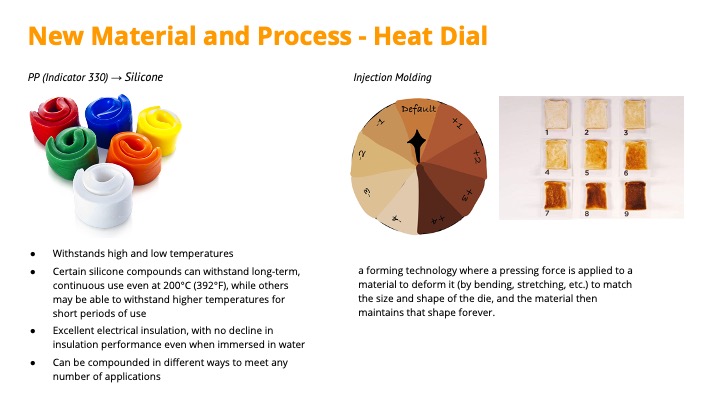 New Material and Process - Heat Dial
PP (Indicator 330) → Silicone
● Withstands high and low temperatures
● Certain silicone compounds can withstand long-term,
continuous use even at 200°C (392°F), while others
may be able to withstand higher temperatures for
short periods of use
● Excellent electrical insulation, with no decline in
insulation performance even when immersed in water
● Can be compounded in different ways to meet any
number of applications
Injection Molding
Default
+1
+2
+3
+4
-4
-3
-2
-1
1 2 3
4 5 6
7 8 9
a forming technology where a pressing force is applied to a
material to deform it (by bending, stretching, etc.) to match
the size and shape of the die, and the material then
maintains that shape forever.